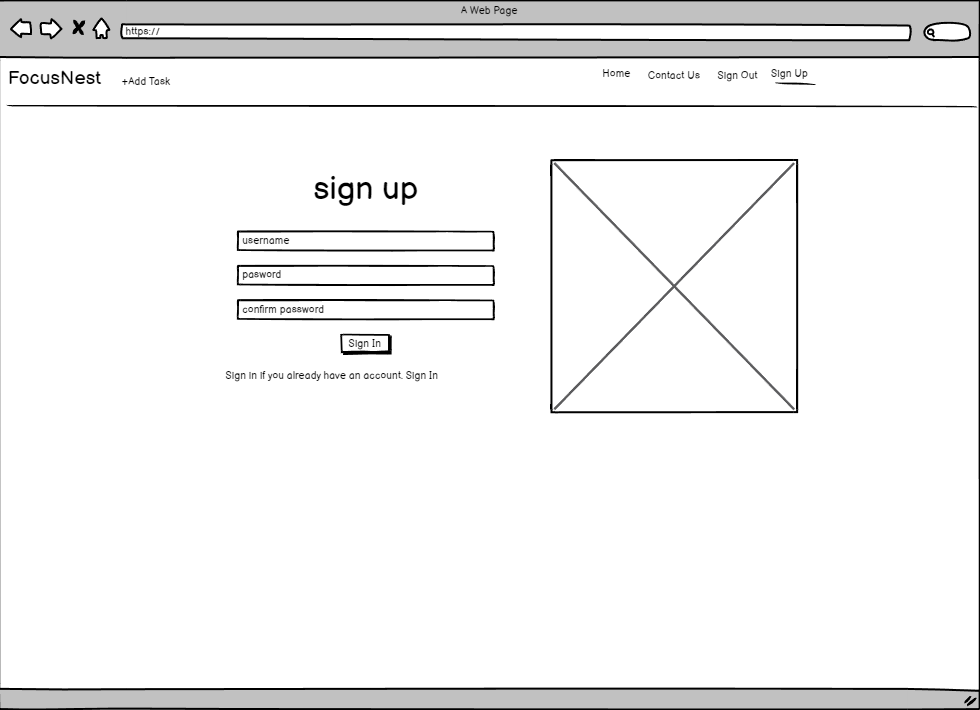 A Web Page
https://
FocusNest +Add Task Home Contact Us Sign Out Sign Up
sign up
username
pasword
confirm password
Sign In
Sign in if you already have an account. Sign In